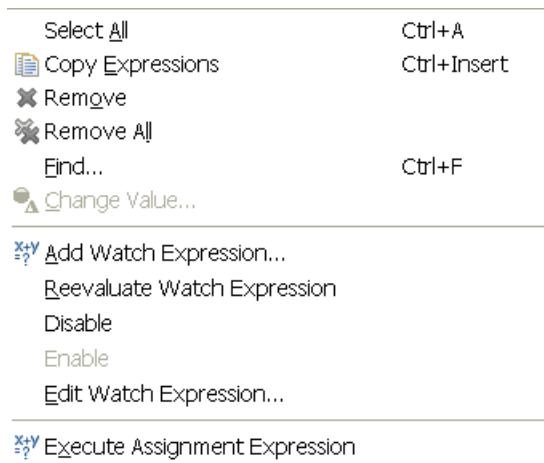 Select All Ctrl+A
Copy Expressions Ctrl+Insert
Remove
Remove All
Find... Ctrl+F
Change Value...
x+y =? Add Watch Expression...
Reevaluate Watch Expression
Disable
Enable
Edit Watch Expression...
x+y =? Execute Assignment Expression